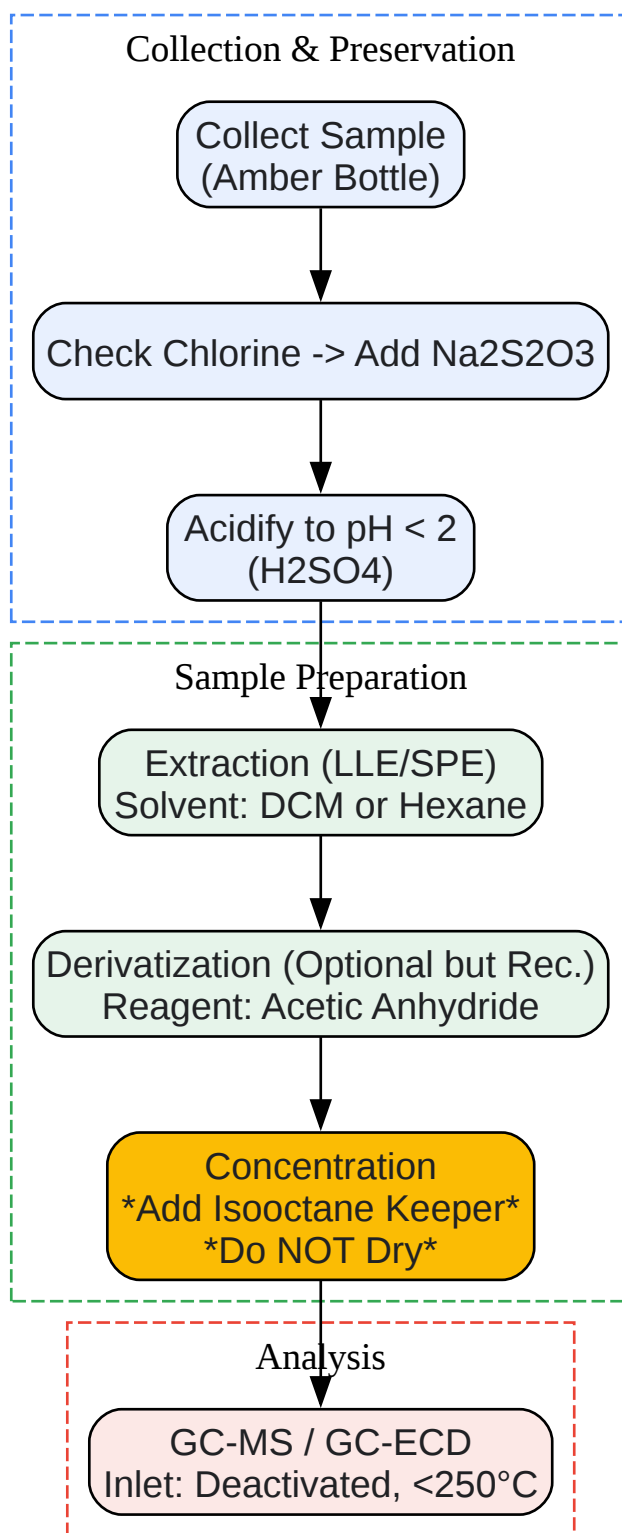 Collection & Preservation
Collect Sample
(Amber Bottle)
Check Chlorine -> Add Na2S2O3
Acidify to pH < 2
(H2SO4)
Sample Preparation
Extraction (LLE/SPE)
Solvent: DCM or Hexane
Derivatization (Optional but Rec.)
Reagent: Acetic Anhydride
Concentration
*Add Isooctane Keeper*
*Do NOT Dry*
Analysis
GC-MS / GC-ECD
Inlet: Deactivated, <250°C